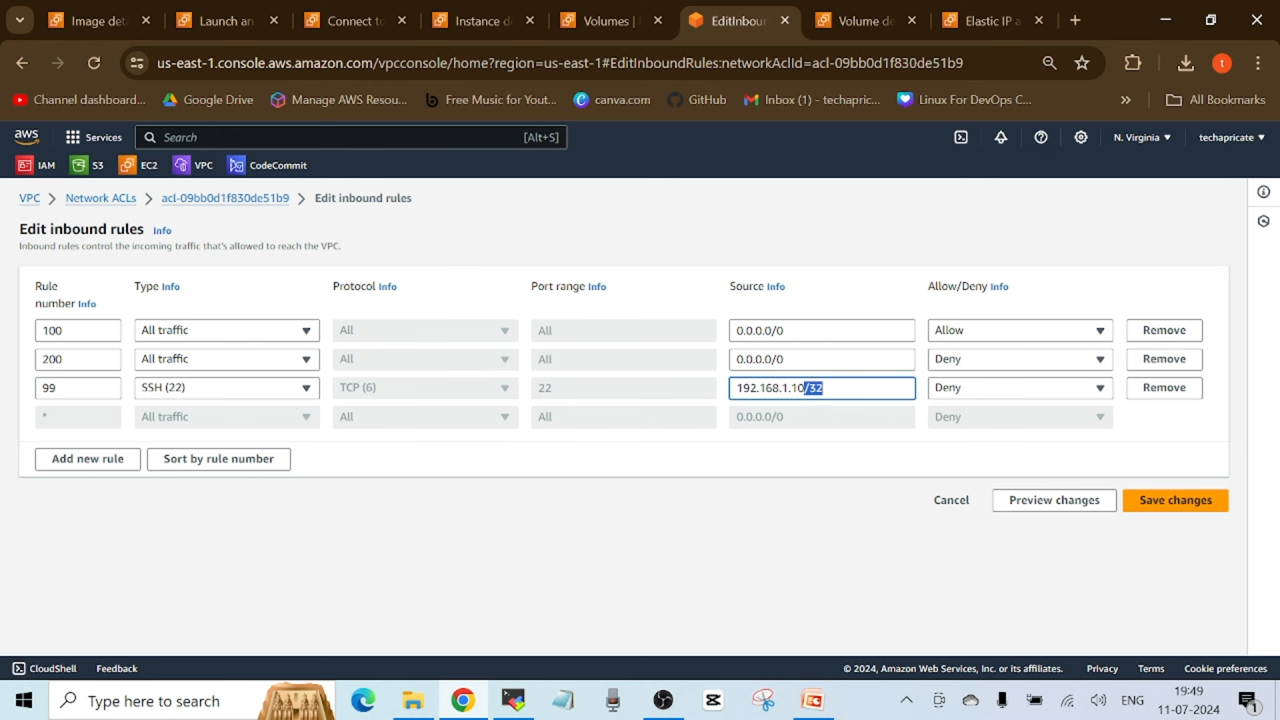 Image det
Launch an
Connect to
Instance d
Volumes |
EditInboun
Volume de
Elastic IP a
us-east-1.console.aws.amazon.com/vpcconsole/home?region=us-east-1#EditInboundRules:networkAclId=acl-09bb0d1f830de51b9
t
Channel dashboard...
Google Drive
Manage AWS Resou...
Free Music for Yout...
canva.com
GitHub
Inbox (1) - techapric...
Linux For DevOps C...
All Bookmarks
aws
Services
Search
[Alt+S]
N. Virginia
techapricate
IAM
S3
EC2
VPC
CodeCommit
VPC
Network ACLs
acl-09bb0d1f830de51b9
Edit inbound rules
Edit inbound rules Info
Inbound rules control the incoming traffic that's allowed to reach the VPC.
Rule number Info
Type Info
Protocol Info
Port range Info
Source Info
Allow/Deny Info
100 All traffic All All 0.0.0.0/0 Allow Remove
200 All traffic All All 0.0.0.0/0 Deny Remove
99 SSH (22) TCP (6) 22 192.168.1.10/32 Deny Remove
* All traffic All All 0.0.0.0/0 Deny
Add new rule
Sort by rule number
Cancel
Preview changes
Save changes
CloudShell
Feedback
© 2024, Amazon Web Services, Inc. or its affiliates.
Privacy
Terms
Cookie preferences
Type here to search
ENG
19:49
11-07-2024
1